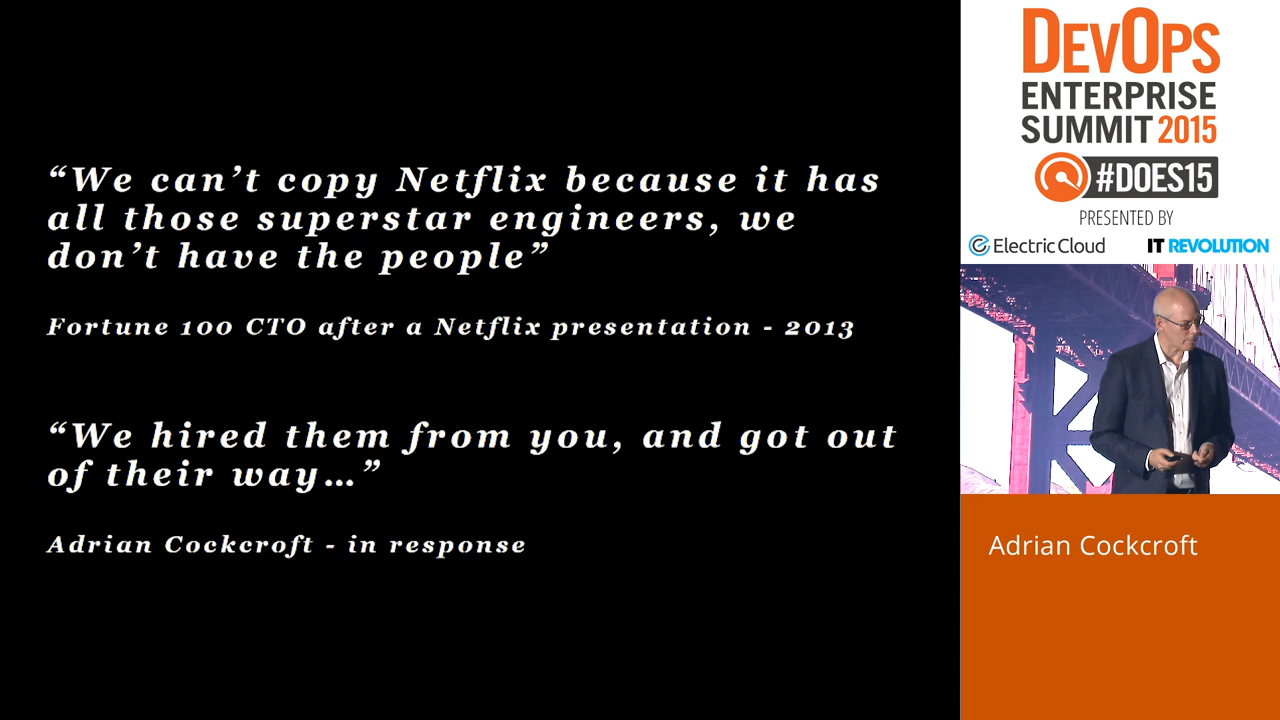 “We can’t copy Netflix because it has
all those superstar engineers, we
don’t have the people”
Fortune 100 CTO after a Netflix presentation - 2013
“We hired them from you, and got out
of their way…”
Adrian Cockcroft - in response
DEVOPS
ENTERPRISE
SUMMIT 2015
#DOES15
PRESENTED BY
Electric Cloud
IT REVOLUTION
Adrian Cockcroft